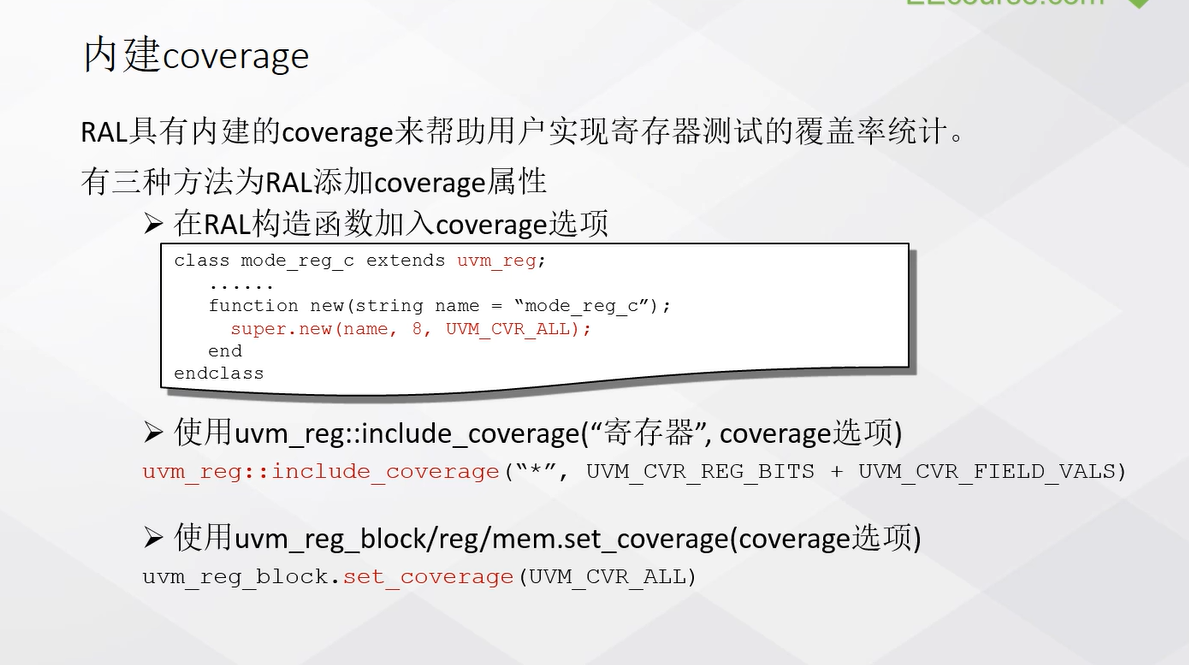 EEcourse.com
内建coverage
RAL具有内建的coverage来帮助用户实现寄存器测试的覆盖率统计。
有三种方法为RAL添加coverage属性
➢ 在RAL构造函数加入coverage选项
class mode_reg_c extends uvm_reg;
......
function new(string name = “mode_reg_c”);
super.new(name, 8, UVM_CVR_ALL);
end
endclass
➢ 使用uvm_reg::include_coverage(“寄存器”, coverage选项)
uvm_reg::include_coverage(“*”, UVM_CVR_REG_BITS + UVM_CVR_FIELD_VALS)
➢ 使用uvm_reg_block/reg/mem.set_coverage(coverage选项)
uvm_reg_block.set_coverage(UVM_CVR_ALL)